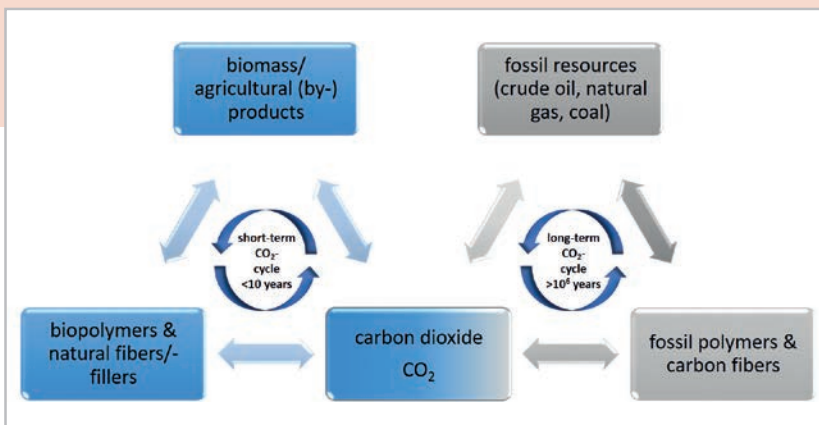 biomass/
agricultural (by-)
products
fossil resources
(crude oil, natural
gas, coal)
short-term
CO₂-
cycle
<10 years
long-term
CO₂-
cycle
>10⁶ years
biopolymers &
natural fibers/-
fillers
carbon dioxide
CO₂
fossil polymers &
carbon fibers